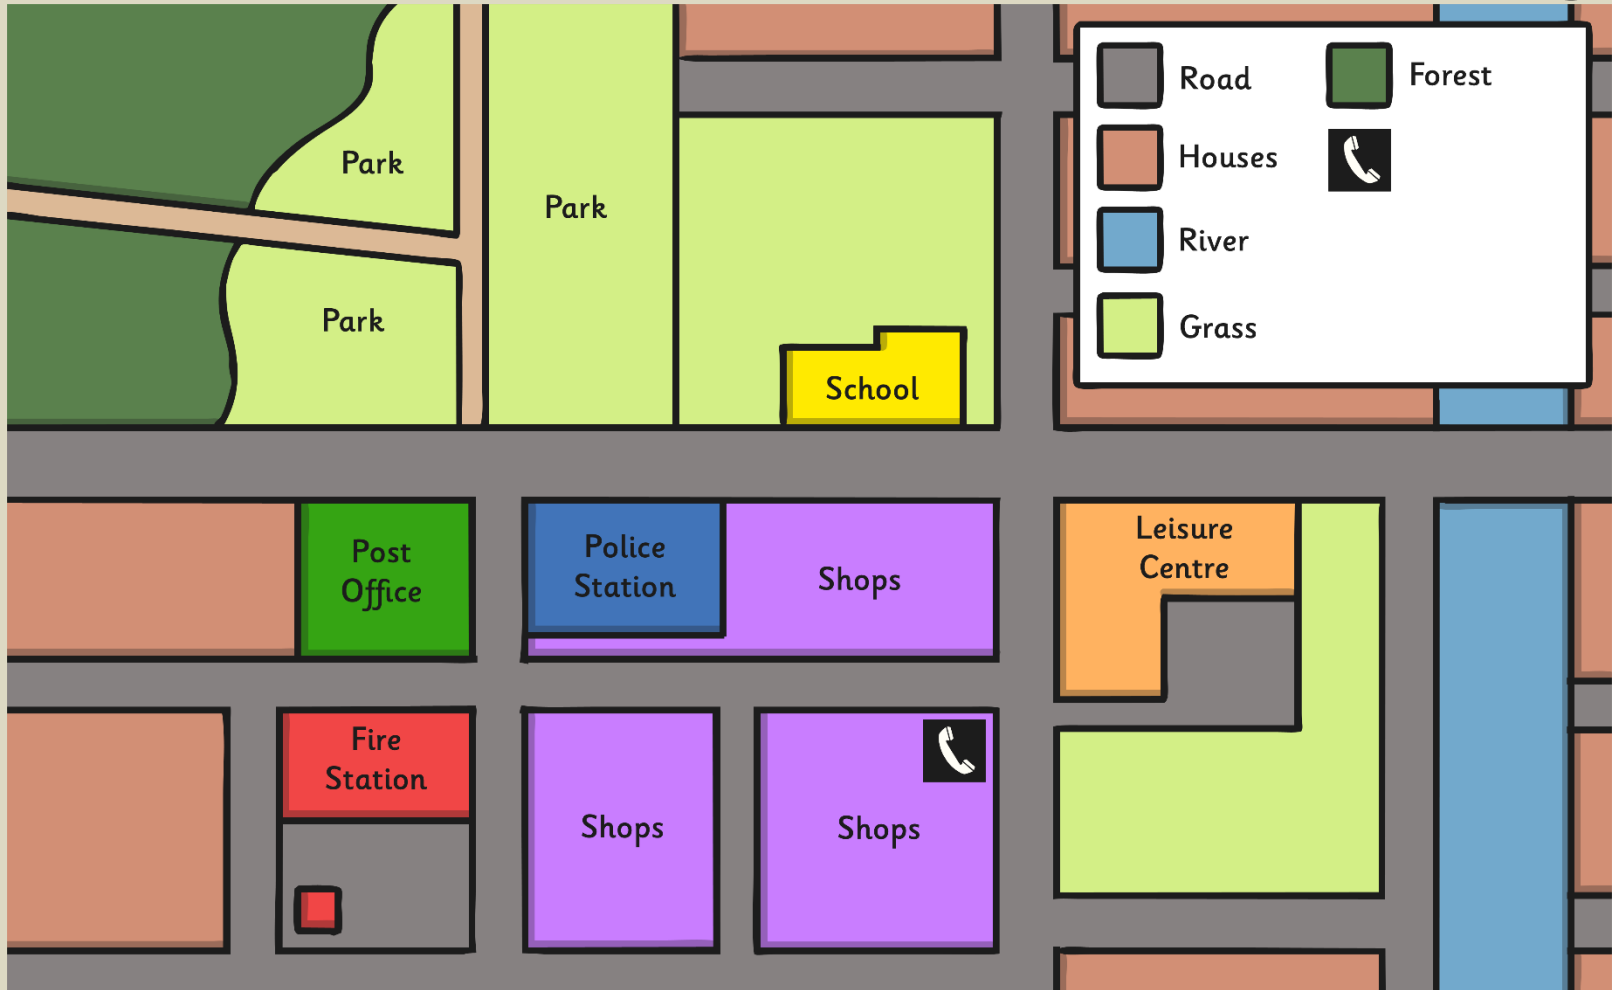 Road
Forest
Houses
River
Grass
Park
Park
Park
School
Post
Office
Police
Station
Shops
Leisure
Centre
Fire
Station
Shops
Shops